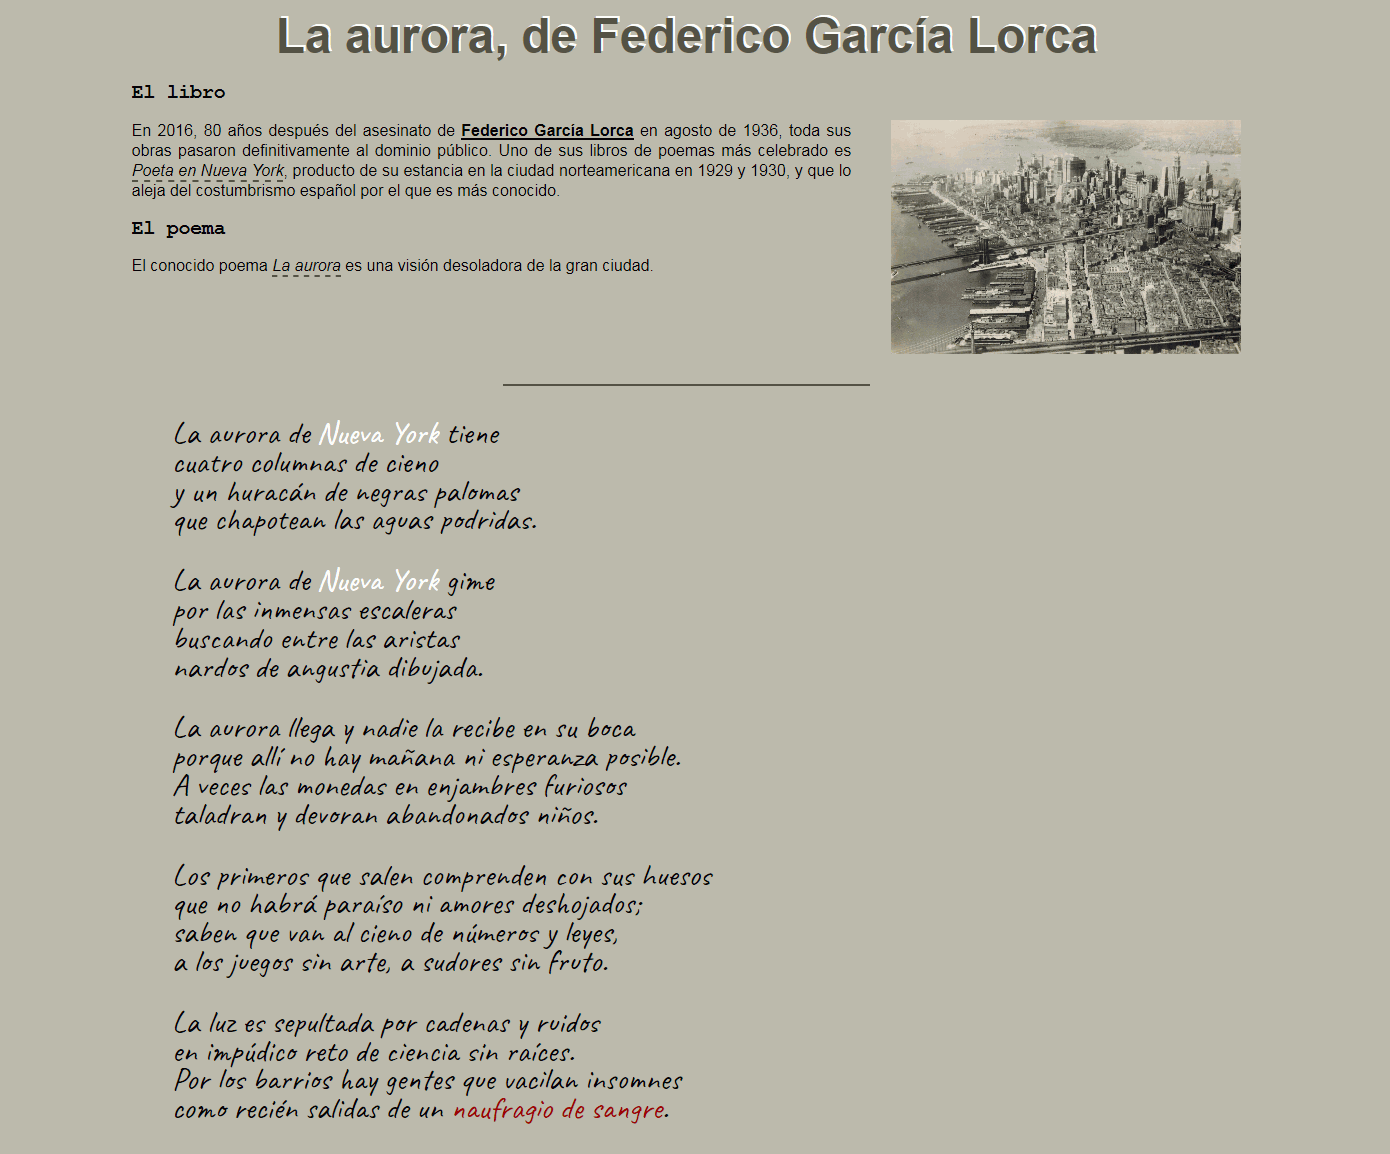 La aurora, de Federico García Lorca
El libro
En 2016, 80 años después del asesinato de Federico García Lorca en agosto de 1936, toda sus
obras pasaron definitivamente al dominio público. Uno de sus libros de poemas más celebrado es
Poeta en Nueva York, producto de su estancia en la ciudad norteamericana en 1929 y 1930, y que lo
aleja del costumbrismo español por el que es más conocido.
El poema
El conocido poema La aurora es una visión desoladora de la gran ciudad.
La aurora de Nueva York tiene
cuatro columnas de cieno
y un huracán de negras palomas
que chapotean las aguas podridas.
La aurora de Nueva York gime
por las inmensas escaleras
buscando entre las aristas
nardos de angustia dibujada.
La aurora llega y nadie la recibe en su boca
porque allí no hay mañana ni esperanza posible.
A veces las monedas en enjambres furiosos
taladran y devoran abandonados niños.
Los primeros que salen comprenden con sus huesos
que no habrá paraíso ni amores deshojados;
saben que van al cieno de números y leyes,
a los juegos sin arte, a sudores sin fruto.
La luz es sepultada por cadenas y ruidos
en impúdico reto de ciencia sin raíces.
Por los barrios hay gentes que vacilan insomnes
como recién salidas de un naufragio de sangre.